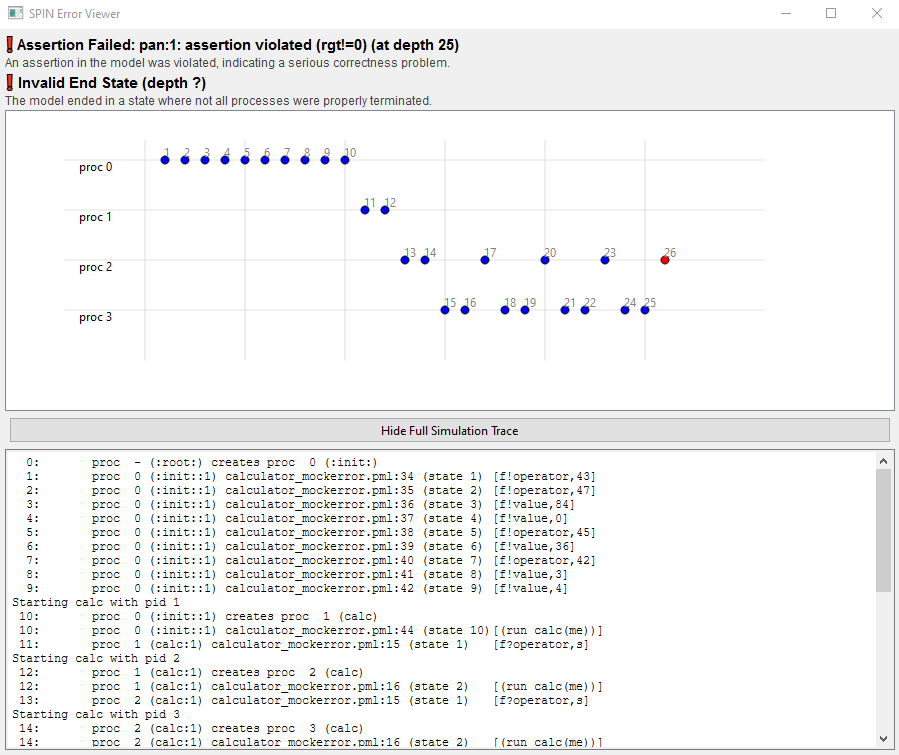 SPIN Error Viewer
Assertion Failed: pan:1: assertion violated (rgt!=0) (at depth 25)
An assertion in the model was violated, indicating a serious correctness problem.
Invalid End State (depth ?)
The model ended in a state where not all processes were properly terminated.
1 2 3 4 5 6 7 8 9 10
proc 0
11 12
proc 1
13 14 17 20 23 26
proc 2
15 16 18 19 21 22 24 25
proc 3
Hide Full Simulation Trace
0: proc - (:root:) creates proc 0 (:init:)
1: proc 0 (:init::1) calculator_mockerror.pml:34 (state 1) [f!operator,43]
2: proc 0 (:init::1) calculator_mockerror.pml:35 (state 2) [f!operator,47]
3: proc 0 (:init::1) calculator_mockerror.pml:36 (state 3) [f!value,84]
4: proc 0 (:init::1) calculator_mockerror.pml:37 (state 4) [f!value,0]
5: proc 0 (:init::1) calculator_mockerror.pml:38 (state 5) [f!operator,45]
6: proc 0 (:init::1) calculator_mockerror.pml:39 (state 6) [f!value,36]
7: proc 0 (:init::1) calculator_mockerror.pml:40 (state 7) [f!operator,42]
8: proc 0 (:init::1) calculator_mockerror.pml:41 (state 8) [f!value,3]
9: proc 0 (:init::1) calculator_mockerror.pml:42 (state 9) [f!value,4]
Starting calc with pid 1
10: proc 0 (:init::1) creates proc 1 (calc)
10: proc 0 (:init::1) calculator_mockerror.pml:44 (state 10) [(run calc(me))]
11: proc 1 (calc:1) calculator_mockerror.pml:15 (state 1) [f?operator,s]
Starting calc with pid 2
12: proc 1 (calc:1) creates proc 2 (calc)
12: proc 1 (calc:1) calculator_mockerror.pml:16 (state 2) [(run calc(me))]
13: proc 2 (calc:1) calculator_mockerror.pml:15 (state 1) [f?operator,s]
Starting calc with pid 3
14: proc 2 (calc:1) creates proc 3 (calc)
14: proc 2 (calc:1) calculator_mockerror.pml:16 (state 2) [(run calc(me))]